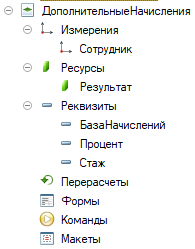 ДополнительныеНачисления
Измерения
Сотрудник
Ресурсы
Результат
Реквизиты
БазаНачислений
Процент
Стаж
Перерасчеты
Формы
Команды
Макеты